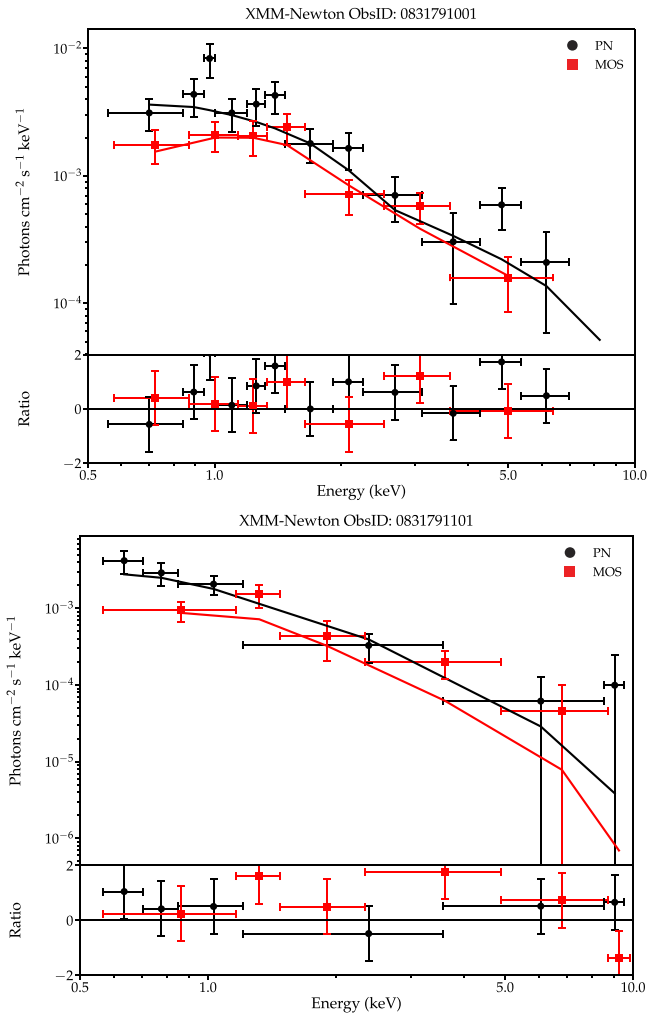 XMM-Newton ObsID: 0831791001
10⁻²
10⁻³
10⁻⁴
Photons cm⁻² s⁻¹ keV⁻¹
PN
MOS
2
0
−2
Ratio
0.5
1.0
5.0
10.0
Energy (keV)
XMM-Newton ObsID: 0831791101
10⁻³
10⁻⁴
10⁻⁵
10⁻⁶
Photons cm⁻² s⁻¹ keV⁻¹
PN
MOS
2
0
−2
Ratio
0.5
1.0
5.0
10.0
Energy (keV)